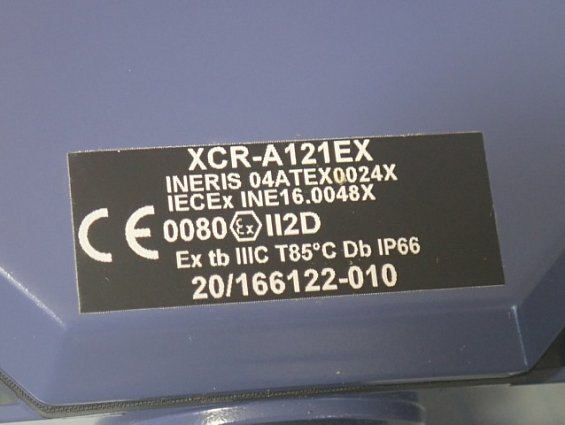 XCR-A121EX
INERIS 04ATEX0024X
IECEx INE16.0048X
CE 0080 Ex II2D
Ex tb IIIC T85°C Db IP66
20/166122-010